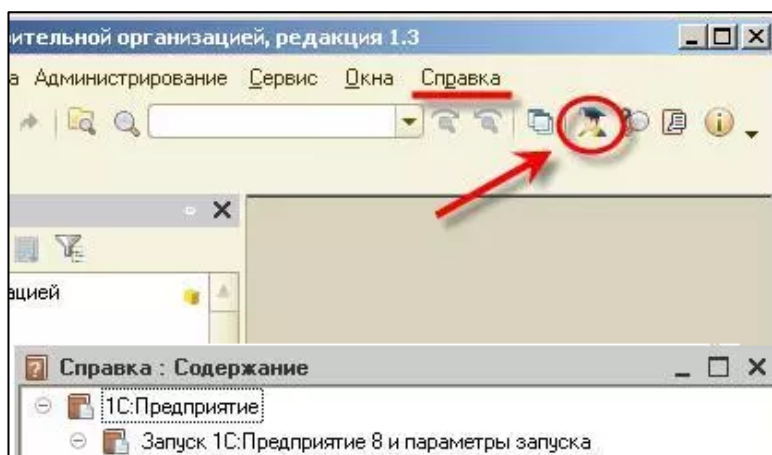 ительной организацией, редакция 1.3
а Администрирование Сервис Окна Справка
ацией
Справка : Содержание
1С:Предприятие
Запуск 1С:Предприятие 8 и параметры запуска